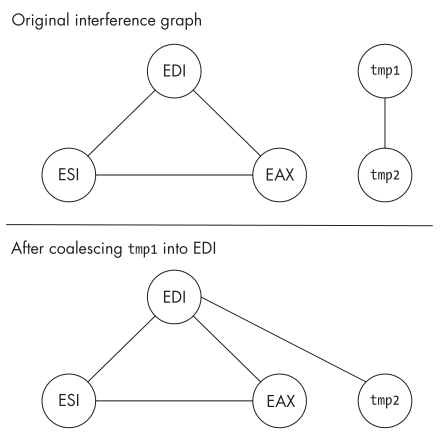 Original interference graph
EDI
tmp1
ESI
EAX
tmp2
After coalescing tmp1 into EDI
EDI
ESI
EAX
tmp2